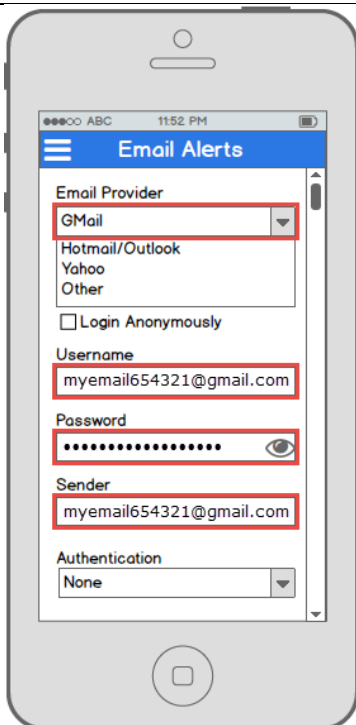 ABC 11:52 PM
Email Alerts
Email Provider
GMail
Hotmail/Outlook
Yahoo
Other
Login Anonymously
Username
myemail654321@gmail.com
Password
••••••••••••••••••
Sender
myemail654321@gmail.com
Authentication
None